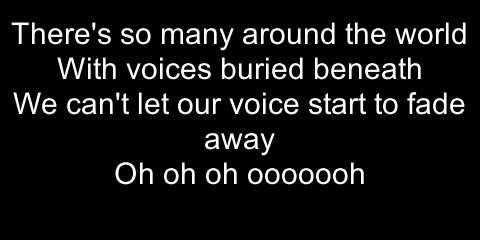 There's so many around the world
With voices buried beneath
We can't let our voice start to fade
away
Oh oh oh ooooooh